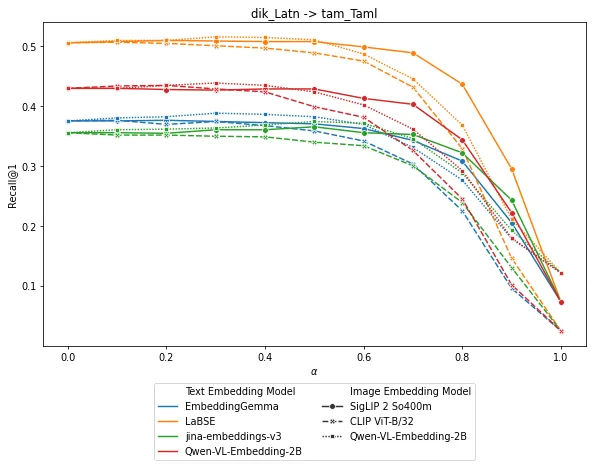 dik_Latn -> tam_Taml
Recall@1
0.5
0.4
0.3
0.2
0.1
0.0 0.2 0.4 0.6 0.8 1.0
α
Text Embedding Model Image Embedding Model
EmbeddingGemma SigLIP 2 So400m
LaBSE CLIP ViT-B/32
jina-embeddings-v3 Qwen-VL-Embedding-2B
Qwen-VL-Embedding-2B